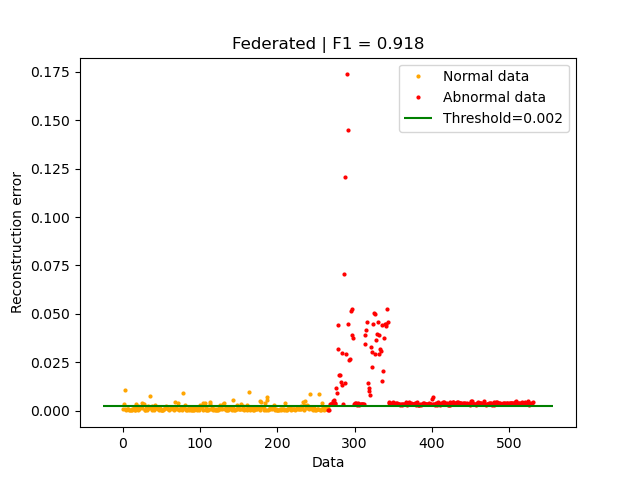 Federated | F1 = 0.918
Normal data
Abnormal data
Threshold=0.002
0.175
0.150
0.125
0.100
0.075
0.050
0.025
0.000
Reconstruction error
0 100 200 300 400 500
Data